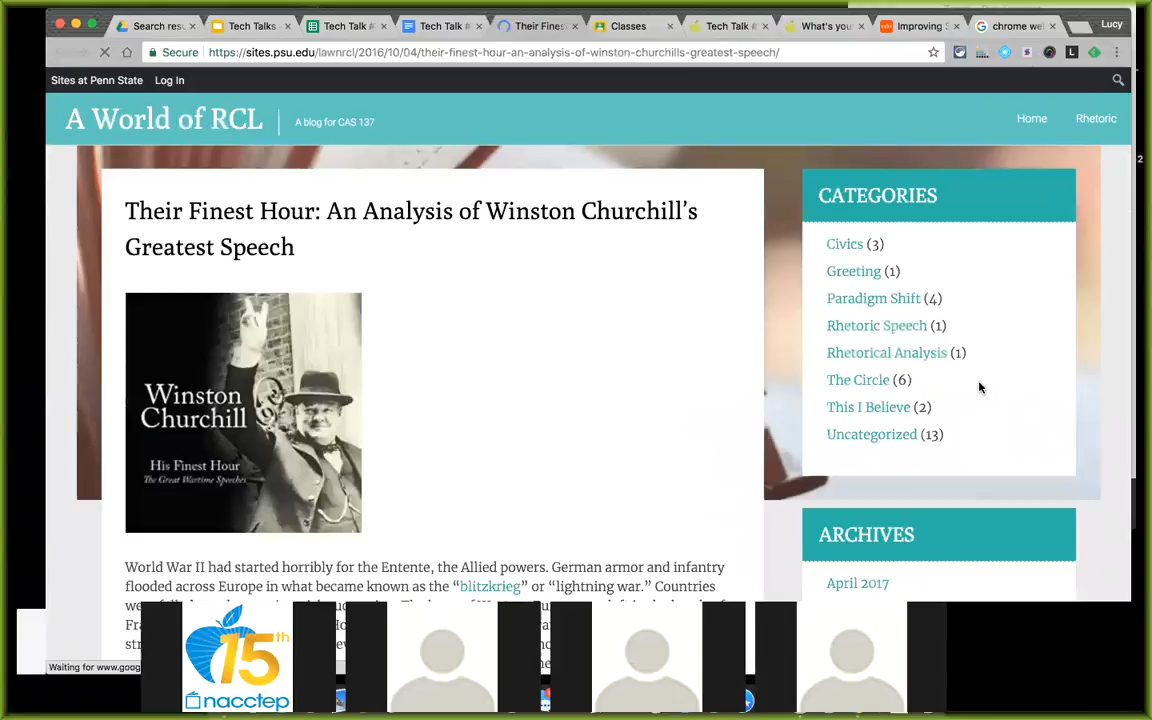 Search resu
Tech Talks
Tech Talk #
Tech Talk #
Their Fines
Classes
Tech Talk #
What's you
Improving S
chrome we
Lucy
Secure
https://sites.psu.edu/lawnrcl/2016/10/04/their-finest-hour-an-analysis-of-winston-churchills-greatest-speech/
Sites at Penn State
Log In
A World of RCL
A blog for CAS 137
Home
Rhetoric
2
Their Finest Hour: An Analysis of Winston Churchill's
Greatest Speech
Winston
Churchill
His Finest Hour
The Great Wartime Speeches
World War II had started horribly for the Entente, the Allied powers. German armor and infantry
flooded across Europe in what became known as the "blitzkrieg" or "lightning war." Countries
CATEGORIES
Civics (3)
Greeting (1)
Paradigm Shift (4)
Rhetoric Speech (1)
Rhetorical Analysis (1)
The Circle (6)
This I Believe (2)
Uncategorized (13)
ARCHIVES
April 2017
Waiting for www.goog
15th
nacctep